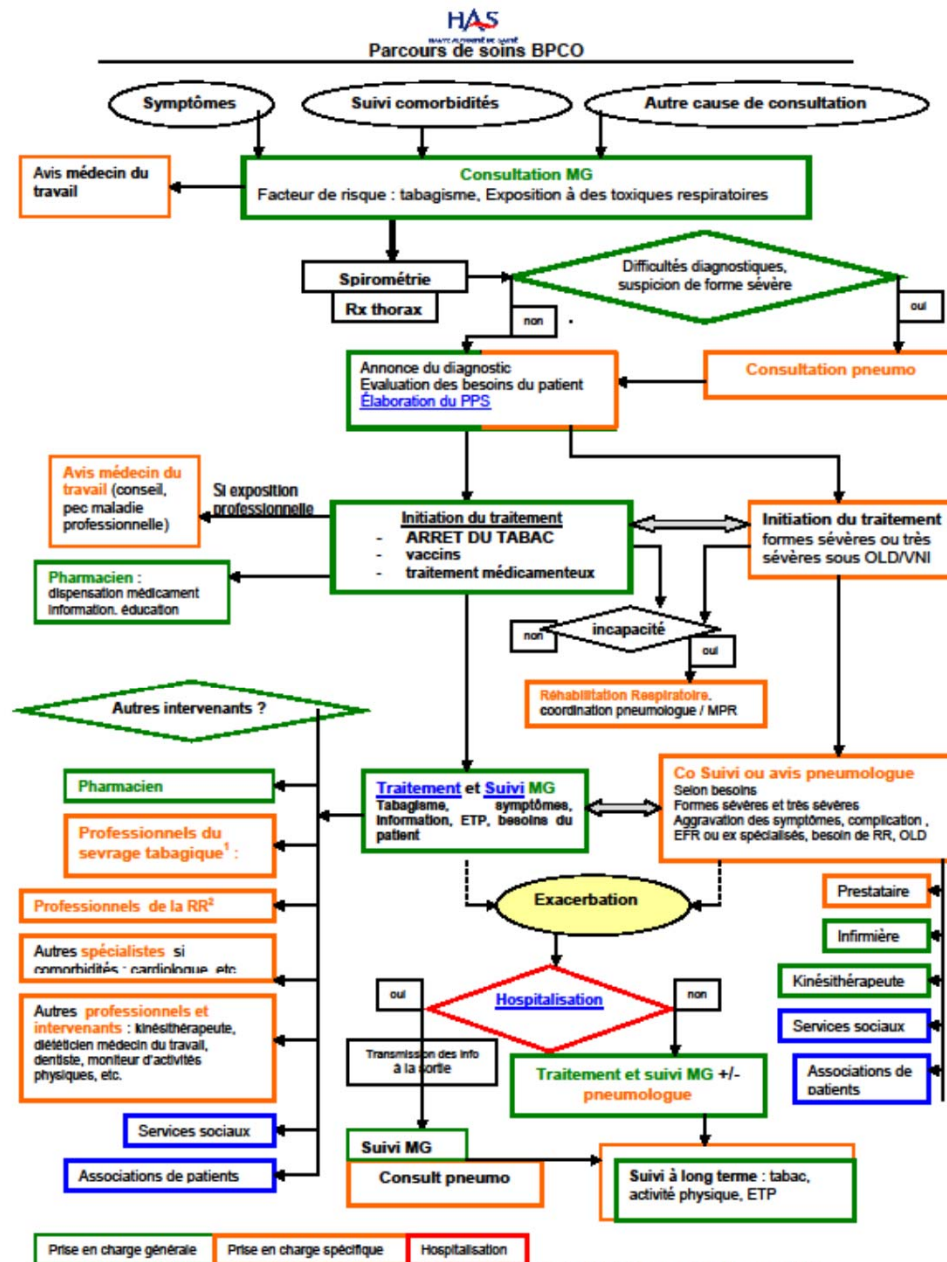 HAS
HAUTE AUTORITÉ DE SANTÉ
Parcours de soins BPCO
Symptômes
Suivi comorbidités
Autre cause de consultation
Avis médecin du
travail
Consultation MG
Facteur de risque : tabagisme, Exposition à des toxiques respiratoires
Spirométrie
Rx thorax
Difficultés diagnostiques,
suspicion de forme sévère
non
.
oui
Annonce du diagnostic
Evaluation des besoins du patient
Élaboration du PPS
Consultation pneumo
Avis médecin du
travail (conseil,
pec maladie
professionnelle)
Si exposition
professionnelle
Initiation du traitement
- ARRET DU TABAC
- vaccins
- traitement médicamenteux
Initiation du traitement
formes sévères ou très
sévères sous OLD/VNI
Pharmacien :
dispensation médicament
information. éducation
non
incapacité
oui
Réhabilitation Respiratoire.
coordination pneumologue / MPR
Autres intervenants ?
Pharmacien
Professionnels du
sevrage tabagique¹ :
Professionnels de la RR²
Autres spécialistes si
comorbidités : cardiologue, etc
Autres professionnels et
intervenants : kinésithérapeute,
diététicien médecin du travail,
dentiste, moniteur d'activités
physiques, etc.
Services sociaux
Associations de patients
Traitement et Suivi MG
Tabagisme, symptômes,
Information, ETP, besoins du
patient
Co Suivi ou avis pneumologue
Selon besoins
Formes sévères et très sévères
Aggravation des symptômes, complication ,
EFR ou ex spécialisés, besoin de RR, OLD
Exacerbation
Prestataire
Infirmière
Kinésithérapeute
Services sociaux
Associations de
patients
oui
Hospitalisation
non
Transmission des info
à la sortie
Traitement et suivi MG +/-
pneumologue
Suivi MG
Consult pneumo
Suivi à long terme : tabac,
activité physique, ETP
Prise en charge générale
Prise en charge spécifique
Hospitalisation